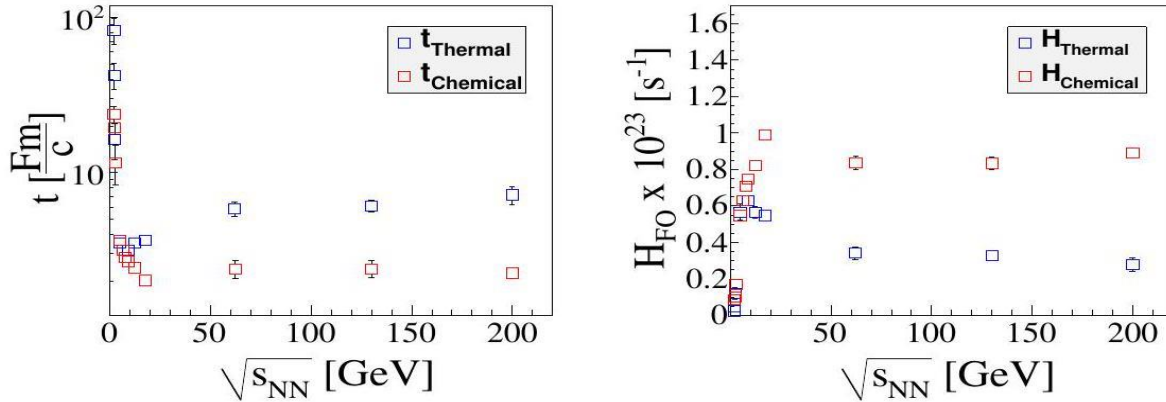 10²
10
t [Fm/c]
t_Thermal
t_Chemical
0 50 100 150 200
√s_NN [GeV]
1.6
1.4
1.2
1
0.8
0.6
0.4
0.2
0
H_FO x 10²³ [s⁻¹]
H_Thermal
H_Chemical
50 100 150 200
√s_NN [GeV]